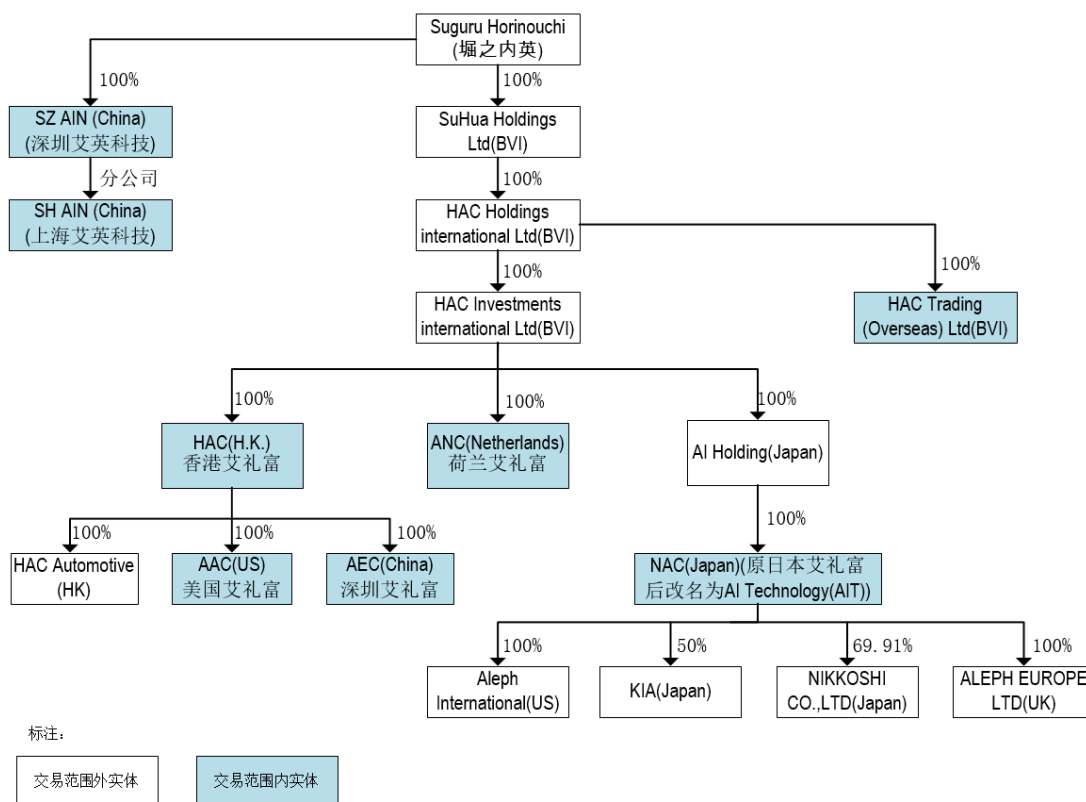 Suguru Horinouchi
(堀之内英)
100%
100%
SZ AIN (China)
(深圳艾英科技)
SuHua Holdings
Ltd(BVI)
分公司
100%
SH AIN (China)
(上海艾英科技)
HAC Holdings
international Ltd(BVI)
100%
100%
HAC Investments
international Ltd(BVI)
HAC Trading
(Overseas) Ltd(BVI)
100%
100%
100%
HAC(H.K.)
香港艾礼富
ANC(Netherlands)
荷兰艾礼富
AI Holding(Japan)
100%
100%
100%
100%
HAC Automotive
(HK)
AAC(US)
美国艾礼富
AEC(China)
深圳艾礼富
NAC(Japan)(原日本艾礼富
后改名为AI Technology(AIT))
100%
50%
69.91%
100%
Aleph
International(US)
KIA(Japan)
NIKKOSHI
CO.,LTD(Japan)
ALEPH EUROPE
LTD(UK)
标注：
交易范围外实体
交易范围内实体